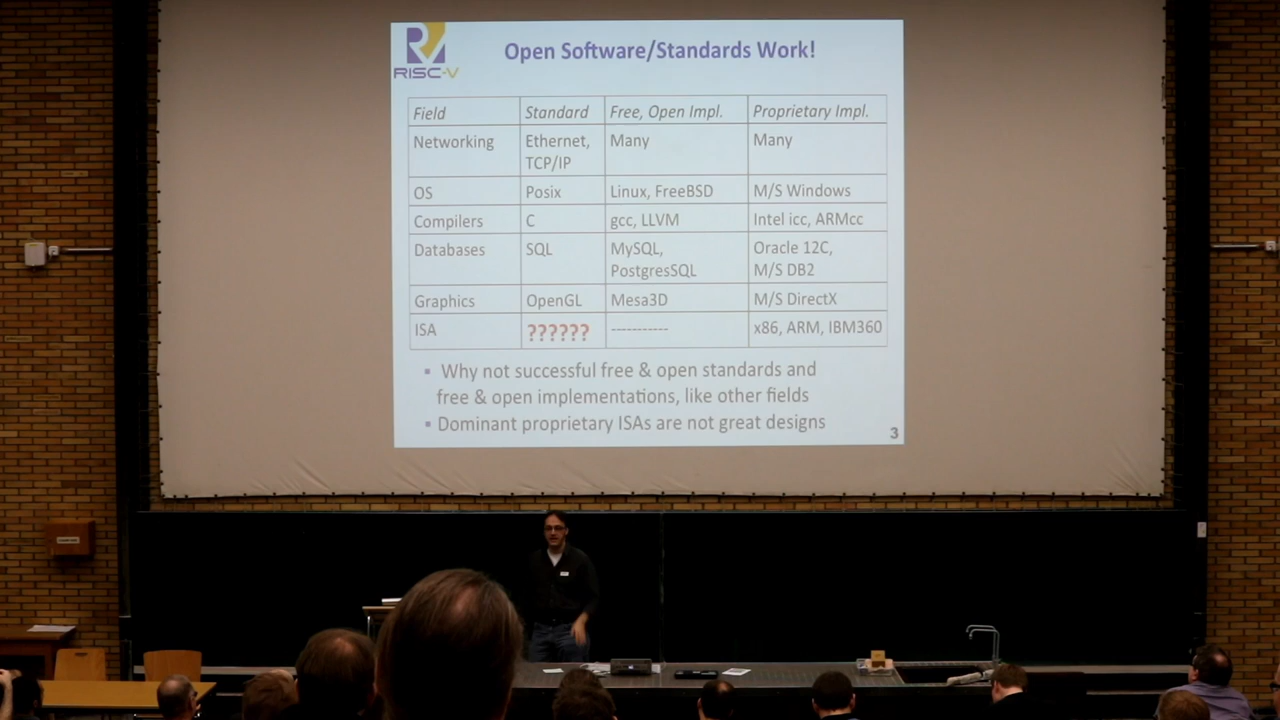 RISC-V
Open Software/Standards Work!
Field Standard Free, Open Impl. Proprietary Impl.
Networking Ethernet, TCP/IP Many Many
OS Posix Linux, FreeBSD M/S Windows
Compilers C gcc, LLVM Intel icc, ARMcc
Databases SQL MySQL, PostgresSQL Oracle 12C, M/S DB2
Graphics OpenGL Mesa3D M/S DirectX
ISA ?????? ----------- x86, ARM, IBM360
▪ Why not successful free & open standards and
free & open implementations, like other fields
▪ Dominant proprietary ISAs are not great designs
3